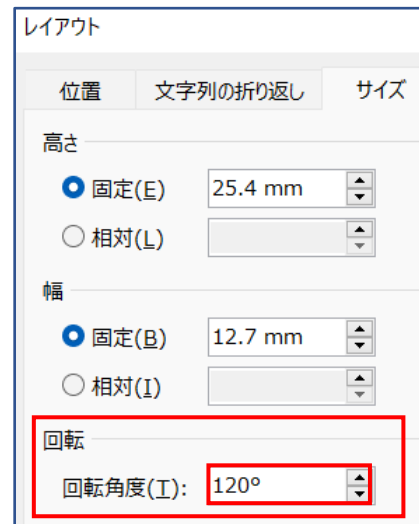 レイアウト
位置 文字列の折り返し サイズ
高さ
固定(E) 25.4 mm
相対(L)
幅
固定(B) 12.7 mm
相対(I)
回転
回転角度(T): 120°